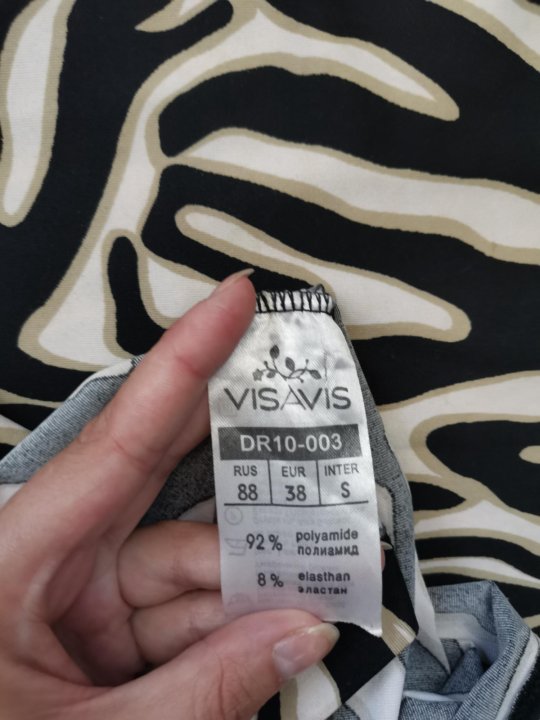 VISAVIS
DR10-003
RUS EUR INTER
88 38 S
92% polyamide
полиамид
8% elasthan
эластан